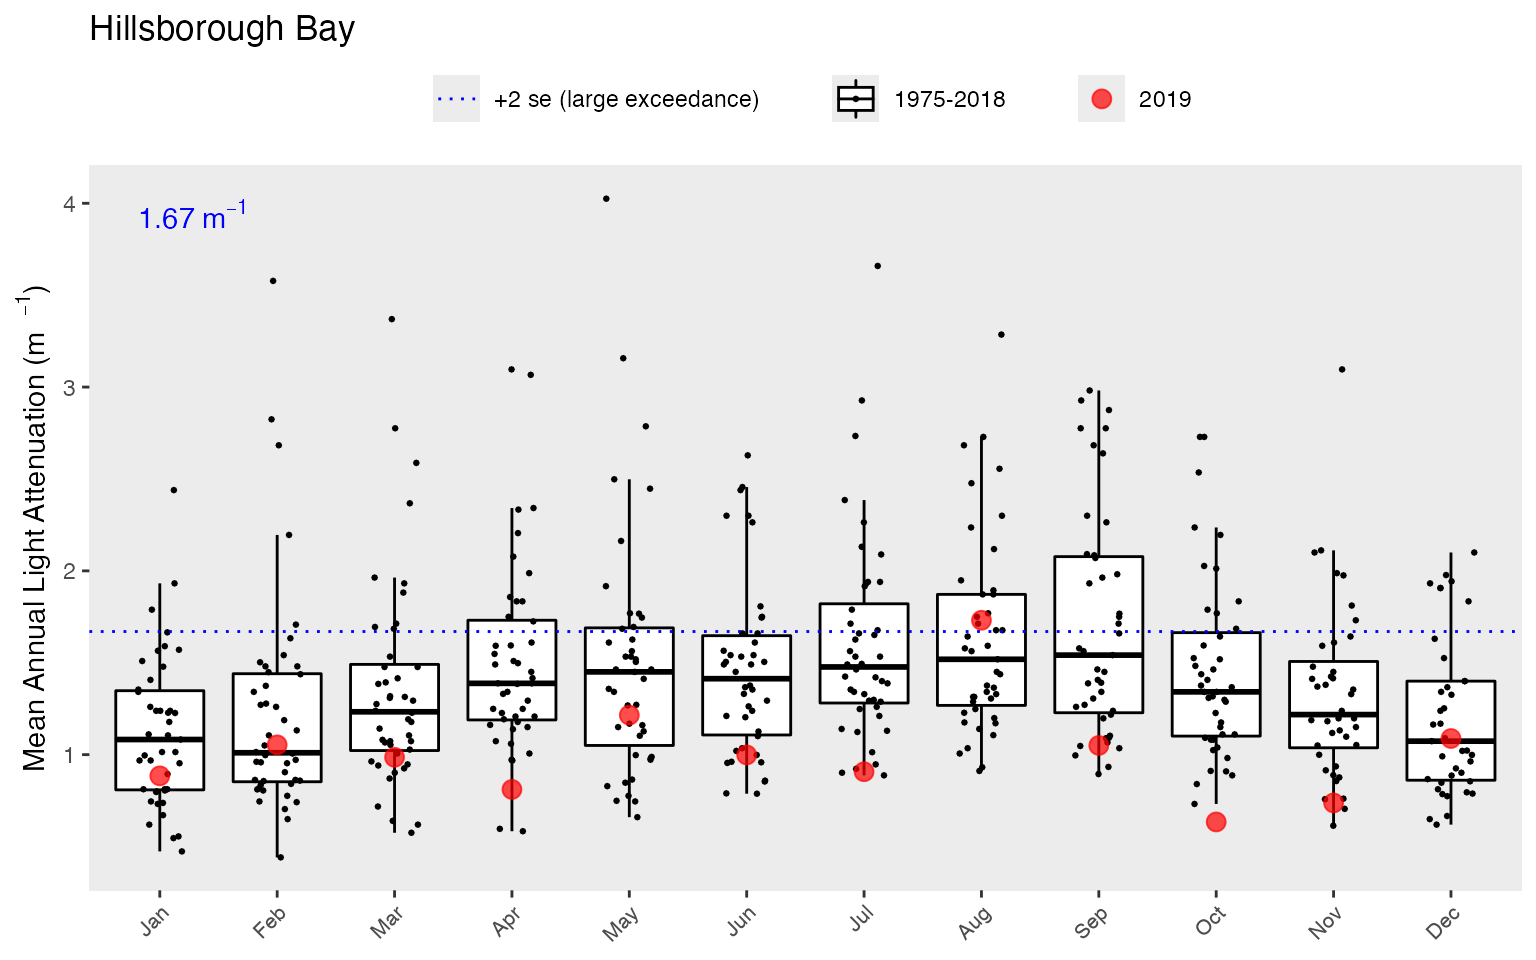 Hillsborough Bay
+2 se (large exceedance) 1975-2018 2019
1.67 m⁻¹
Mean Annual Light Attenuation (m ⁻¹)
4
3
2
1
Jan Feb Mar Apr May Jun Jul Aug Sep Oct Nov Dec